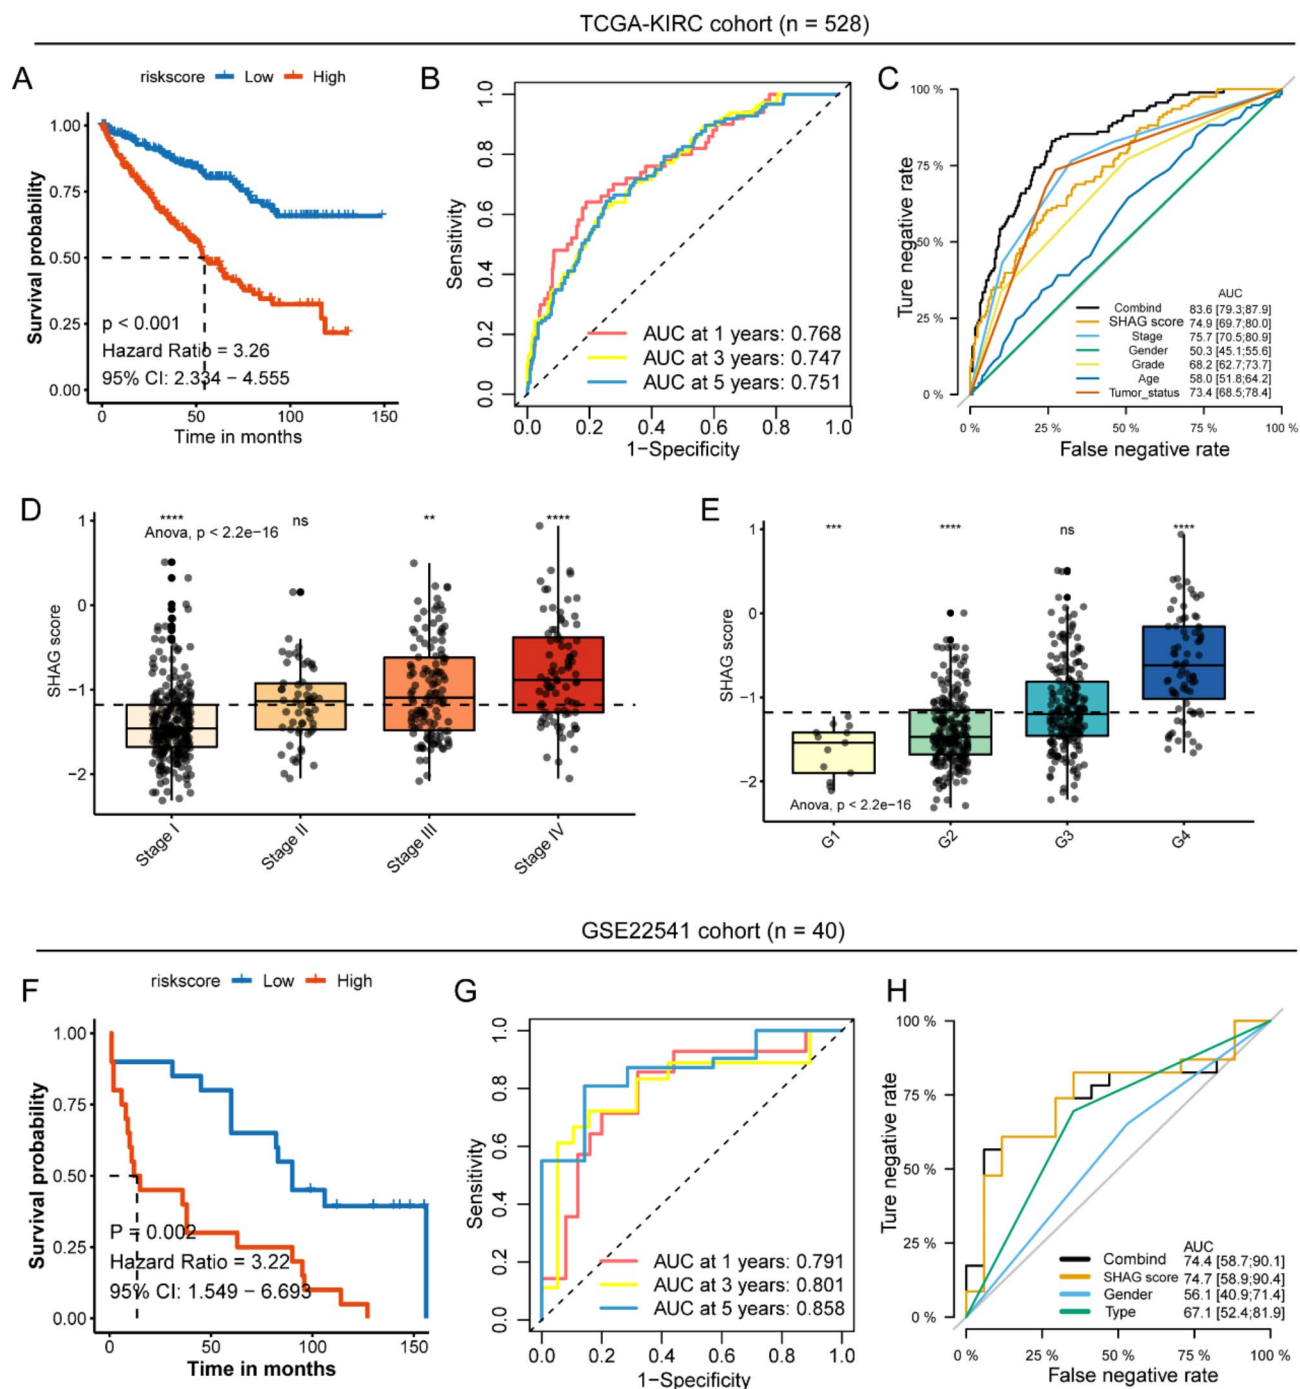 TCGA-KIRC cohort (n = 528)
A
riskscore Low High
Survival probability
1.00
0.75
0.50
0.25
0.00
p < 0.001
Hazard Ratio = 3.26
95% CI: 2.334 − 4.555
0 50 100 150
Time in months
B
Sensitivity
1.0
0.8
0.6
0.4
0.2
0.0
AUC at 1 years: 0.768
AUC at 3 years: 0.747
AUC at 5 years: 0.751
0.0 0.2 0.4 0.6 0.8 1.0
1−Specificity
C
Ture negative rate
100 %
75 %
50 %
25 %
0 %
AUC
Combind 83.6 [79.3;87.9]
SHAG score 74.9 [69.7;80.0]
Stage 75.7 [70.5;80.9]
Gender 50.3 [45.1;55.6]
Grade 68.2 [62.7;73.7]
Age 58.0 [51.8;64.2]
Tumor_status 73.4 [68.5;78.4]
0 % 25 % 50 % 75 % 100 %
False negative rate
D
SHAG score
1
0
−1
−2
**** ns ** ****
Anova, p < 2.2e−16
Stage I Stage II Stage III Stage IV
E
SHAG score
1
0
−1
−2
*** **** ns ****
Anova, p < 2.2e−16
G1 G2 G3 G4
GSE22541 cohort (n = 40)
F
riskscore Low High
Survival probability
1.00
0.75
0.50
0.25
0.00
P = 0.002
Hazard Ratio = 3.22
95% CI: 1.549 − 6.693
0 50 100 150
Time in months
G
Sensitivity
1.0
0.8
0.6
0.4
0.2
0.0
AUC at 1 years: 0.791
AUC at 3 years: 0.801
AUC at 5 years: 0.858
0.0 0.2 0.4 0.6 0.8 1.0
1−Specificity
H
Ture negative rate
100 %
75 %
50 %
25 %
0 %
AUC
Combind 74.4 [58.7;90.1]
SHAG score 74.7 [58.9;90.4]
Gender 56.1 [40.9;71.4]
Type 67.1 [52.4;81.9]
0 % 25 % 50 % 75 % 100 %
False negative rate